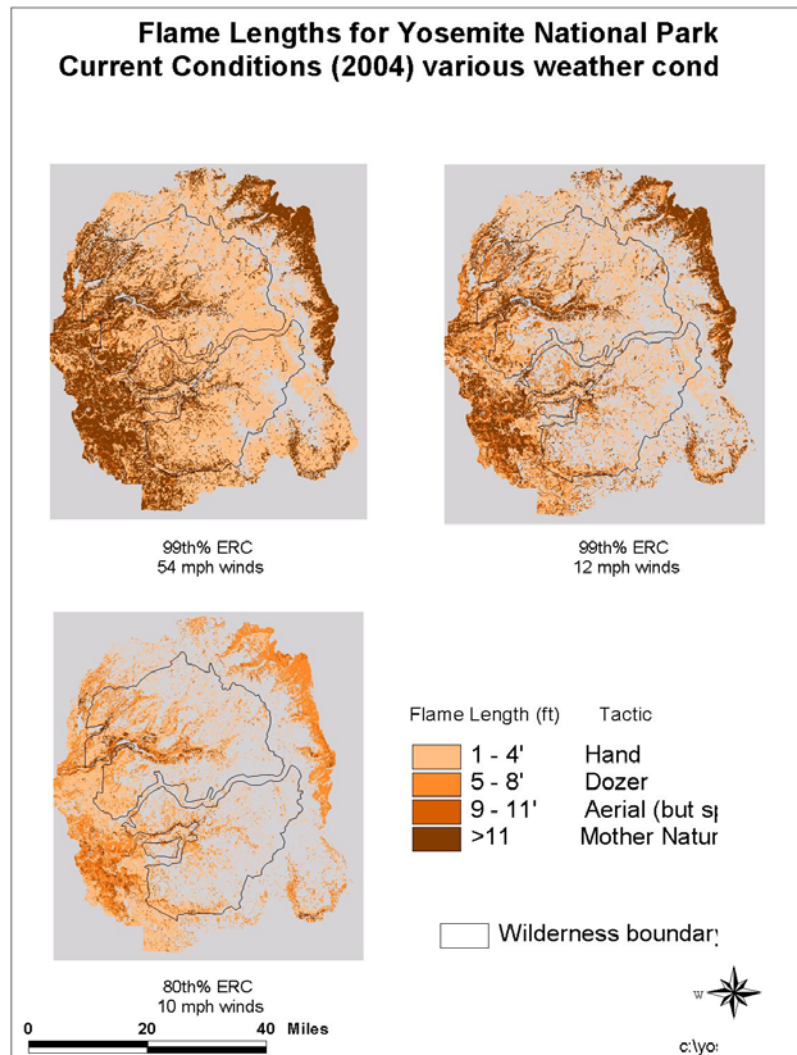 Flame Lengths for Yosemite National Park
Current Conditions (2004) various weather cond
99th% ERC
54 mph winds
99th% ERC
12 mph winds
80th% ERC
10 mph winds
0 20 40 Miles
Flame Length (ft) Tactic
1 - 4' Hand
5 - 8' Dozer
9 - 11' Aerial (but sp
>11 Mother Natur
Wilderness boundary
W
c:\yos